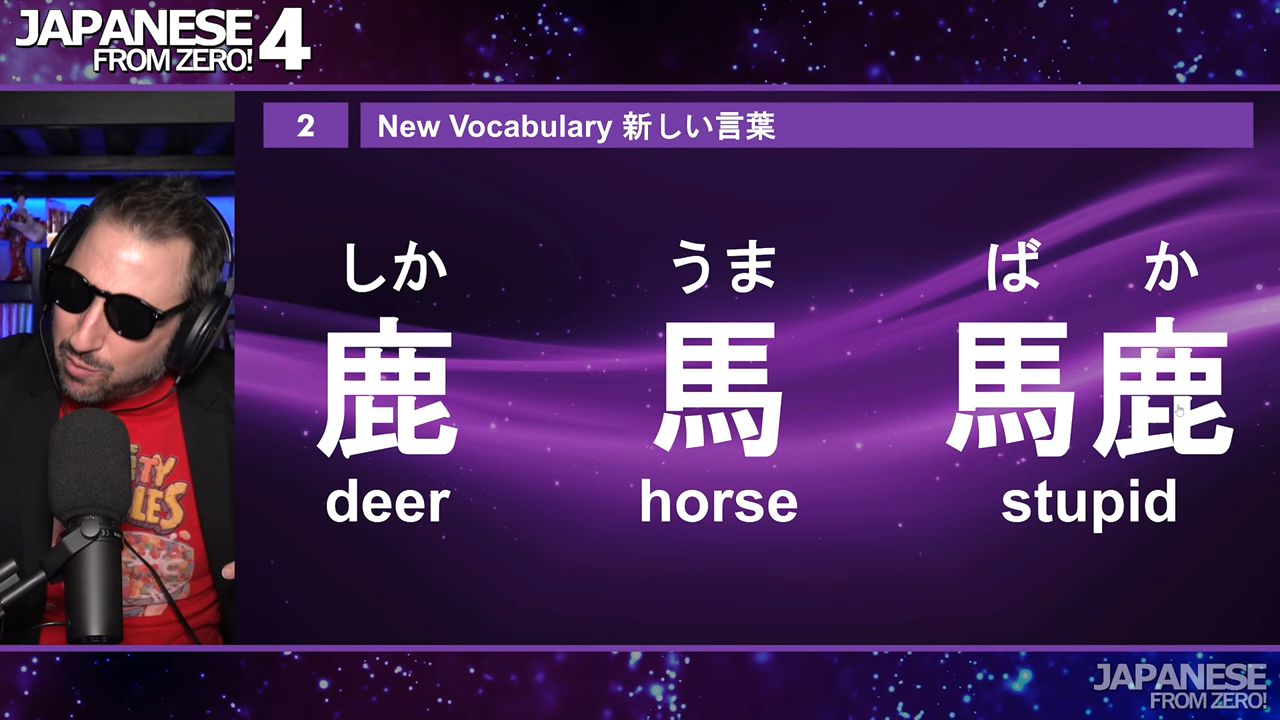 JAPANESE
FROM ZERO! 4
2
New Vocabulary 新しい言葉
しか うま ば か
鹿 馬 馬鹿
deer horse stupid
JAPANESE
FROM ZERO!